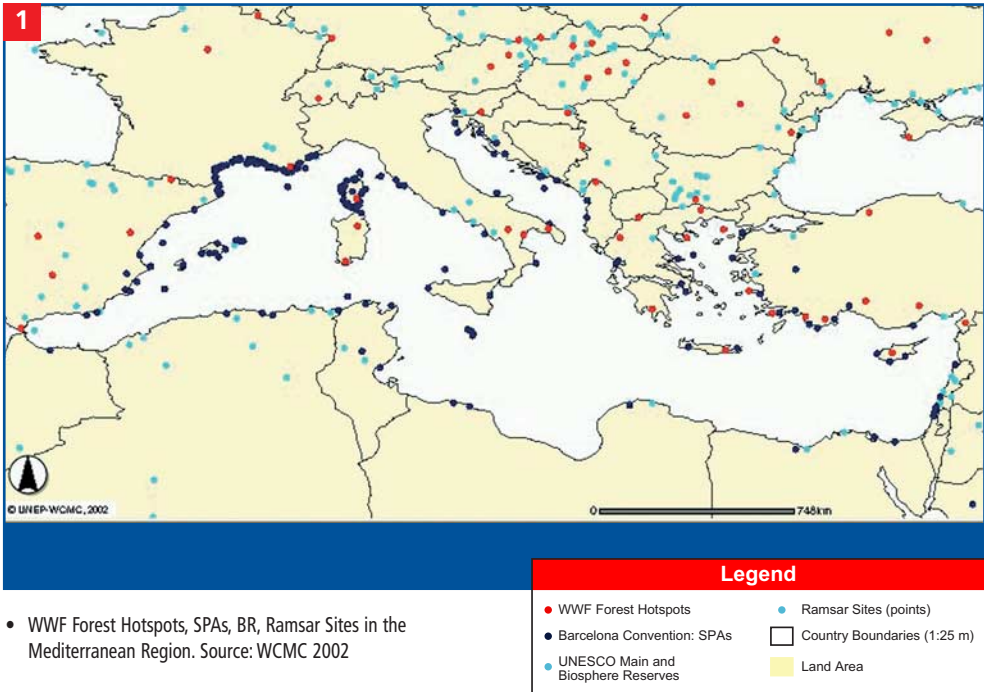 1
© UNEP-WCMC, 2002
0 748km
Legend
• WWF Forest Hotspots
• Barcelona Convention: SPAs
• UNESCO Main and
Biosphere Reserves
• Ramsar Sites (points)
Country Boundaries (1:25 m)
Land Area
• WWF Forest Hotspots, SPAs, BR, Ramsar Sites in the
Mediterranean Region. Source: WCMC 2002